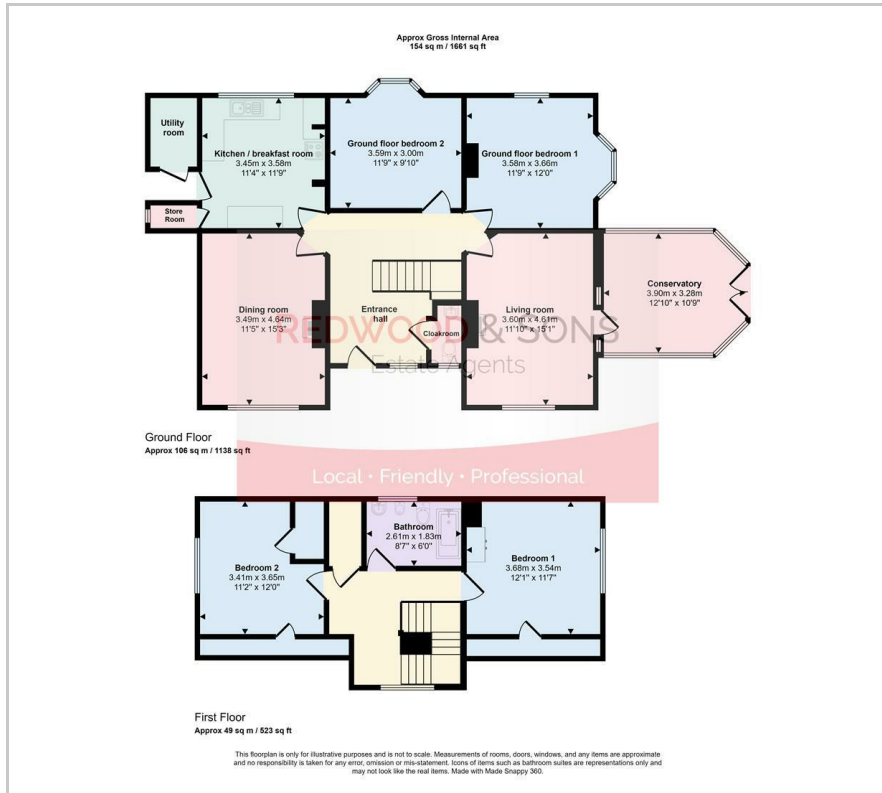 Approx Gross Internal Area
154 sq m / 1661 sq ft
Utility
room
Kitchen / breakfast room
3.45m x 3.58m
11'4" x 11'9"
Ground floor bedroom 2
3.59m x 3.00m
11'9" x 9'10"
Ground floor bedroom 1
3.58m x 3.66m
11'9" x 12'0"
Store
Room
Dining room
3.49m x 4.64m
11'5" x 15'3"
Entrance
hall
Cloakroom
Living room
3.60m x 4.61m
11'10" x 15'1"
Conservatory
3.90m x 3.28m
12'10" x 10'9"
REDWOOD & SONS
Estate Agents
Ground Floor
Approx 106 sq m / 1138 sq ft
Local • Friendly • Professional
Bedroom 2
3.41m x 3.65m
11'2" x 12'0"
Bathroom
2.61m x 1.83m
8'7" x 6'0"
Bedroom 1
3.68m x 3.54m
12'1" x 11'7"
First Floor
Approx 49 sq m / 523 sq ft
This floorplan is only for illustrative purposes and is not to scale. Measurements of rooms, doors, windows, and any items are approximate
and no responsibility is taken for any error, omission or mis-statement. Icons of items such as bathroom suites are representations only and
may not look like the real items. Made with Made Snappy 360.